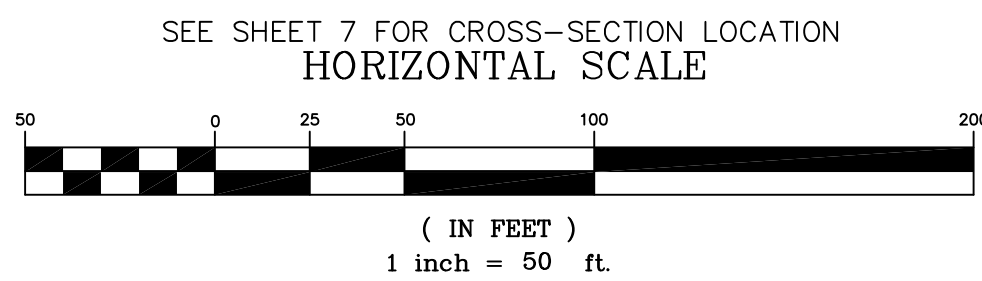 SEE SHEET 7 FOR CROSS-SECTION LOCATION
HORIZONTAL SCALE
50 0 25 50 100 200
( IN FEET )
1 inch = 50 ft.